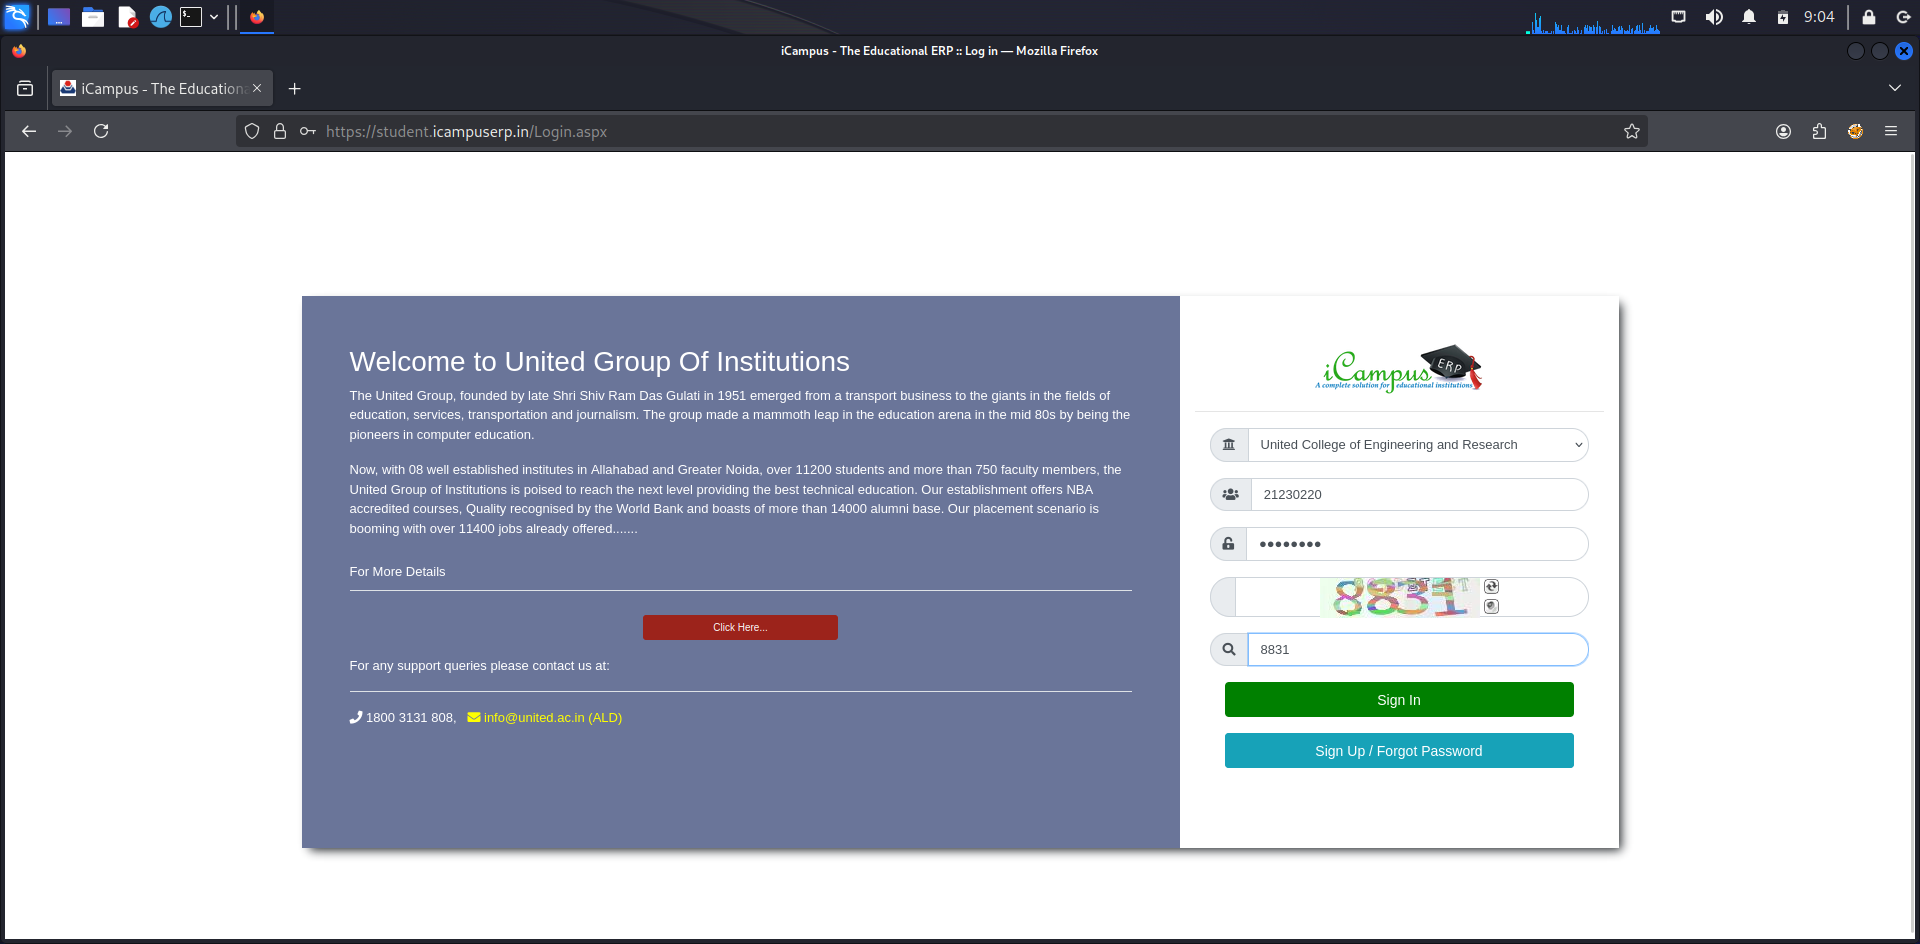 9:04
iCampus - The Educational ERP :: Log in — Mozilla Firefox
iCampus - The Educationa
https://student.icampuserp.in/Login.aspx
Welcome to United Group Of Institutions
The United Group, founded by late Shri Shiv Ram Das Gulati in 1951 emerged from a transport business to the giants in the fields of
education, services, transportation and journalism. The group made a mammoth leap in the education arena in the mid 80s by being the
pioneers in computer education.
Now, with 08 well established institutes in Allahabad and Greater Noida, over 11200 students and more than 750 faculty members, the
United Group of Institutions is poised to reach the next level providing the best technical education. Our establishment offers NBA
accredited courses, Quality recognised by the World Bank and boasts of more than 14000 alumni base. Our placement scenario is
booming with over 11400 jobs already offered.......
For More Details
Click Here...
For any support queries please contact us at:
1800 3131 808, info@united.ac.in (ALD)
iCampus ERP
A complete solution for educational institutions
United College of Engineering and Research
21230220
••••••••
8831
8831
Sign In
Sign Up / Forgot Password